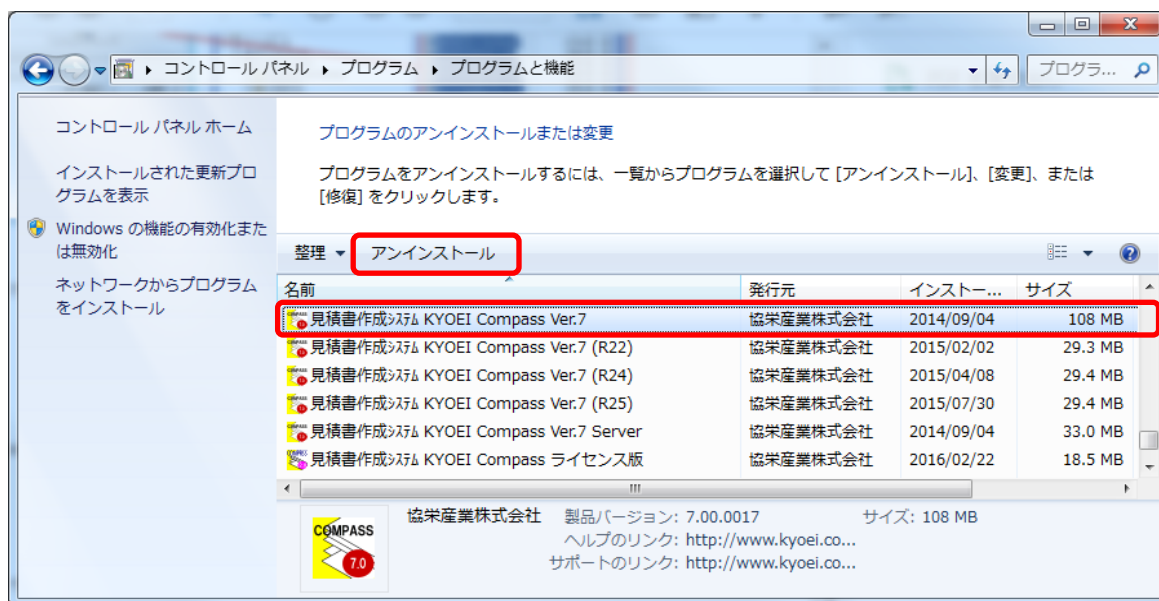 コントロール パネル ▸ プログラム ▸ プログラムと機能
プログラ...
コントロール パネル ホーム
インストールされた更新プロ
グラムを表示
Windows の機能の有効化また
は無効化
ネットワークからプログラム
をインストール
プログラムのアンインストールまたは変更
プログラムをアンインストールするには、一覧からプログラムを選択して [アンインストール]、[変更]、または
[修復] をクリックします。
整理 ▼ アンインストール
名前 発行元 インストー... サイズ
見積書作成ｼｽﾃﾑ KYOEI Compass Ver.7 協栄産業株式会社 2014/09/04 108 MB
見積書作成ｼｽﾃﾑ KYOEI Compass Ver.7 (R22) 協栄産業株式会社 2015/02/02 29.3 MB
見積書作成ｼｽﾃﾑ KYOEI Compass Ver.7 (R24) 協栄産業株式会社 2015/04/08 29.4 MB
見積書作成ｼｽﾃﾑ KYOEI Compass Ver.7 (R25) 協栄産業株式会社 2015/07/30 29.4 MB
見積書作成ｼｽﾃﾑ KYOEI Compass Ver.7 Server 協栄産業株式会社 2014/09/04 33.0 MB
見積書作成ｼｽﾃﾑ KYOEI Compass ライセンス版 協栄産業株式会社 2016/02/22 18.5 MB
COMPASS
7.0
協栄産業株式会社 製品バージョン: 7.00.0017 サイズ: 108 MB
ヘルプのリンク: http://www.kyoei.co...
サポートのリンク: http://www.kyoei.co...